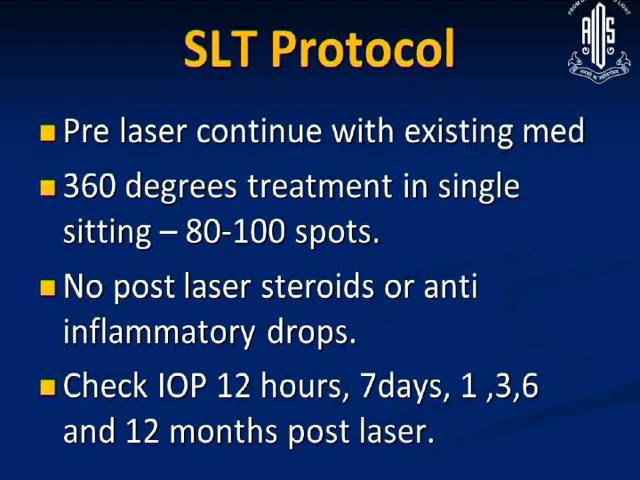 SLT Protocol
AIOS
Pre laser continue with existing med
360 degrees treatment in single
sitting – 80-100 spots.
No post laser steroids or anti
inflammatory drops.
Check IOP 12 hours, 7days, 1 ,3,6
and 12 months post laser.